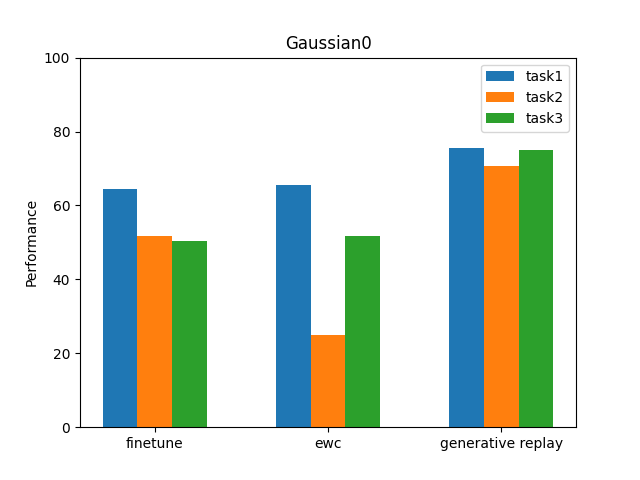 Gaussian0
Performance
100
80
60
40
20
0
task1
task2
task3
finetune
ewc
generative replay